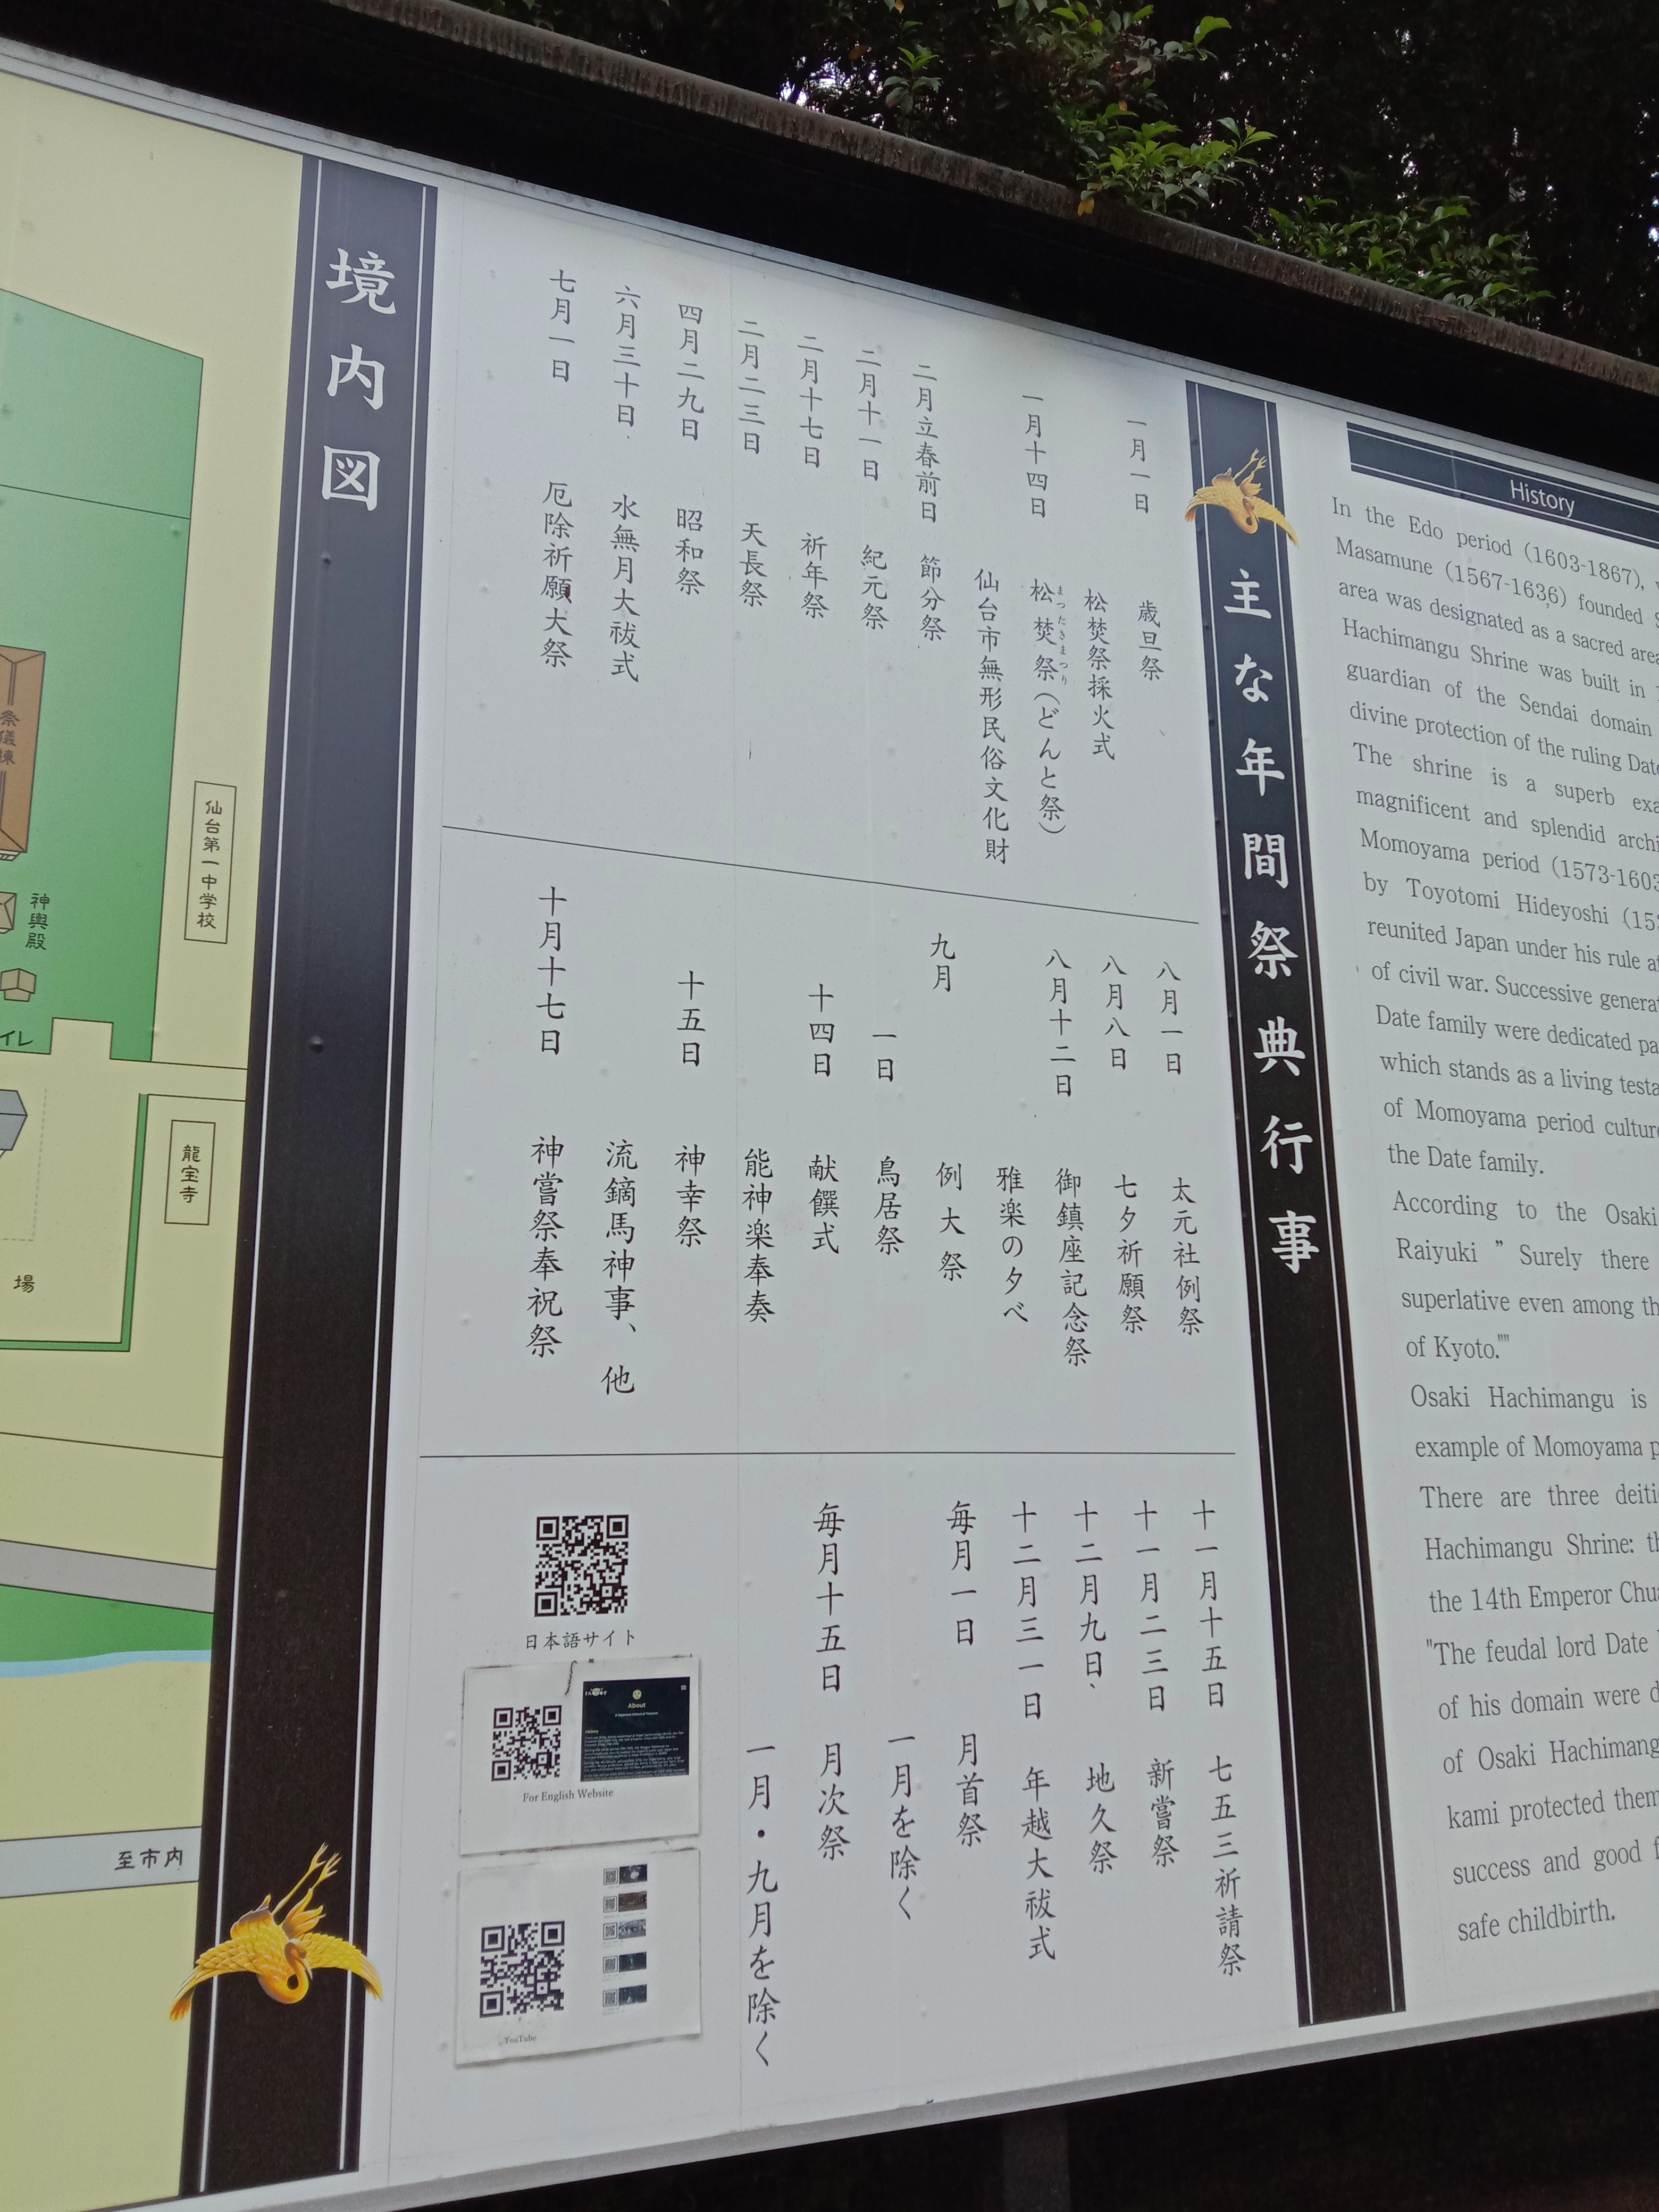 History
In the Edo period (1603-1867),
Masamune (1567-1636) founded
area was designated as a sacred area
Hachimangu Shrine was built in
guardian of the Sendai domain
divine protection of the ruling Date
The shrine is a superb
magnificent and splendid
Momoyama period (1573-1603
by Toyotomi Hideyoshi
reunited Japan under his rule
of civil war. Successive
Date family were dedicated
which stands as a living
of Momoyama period culture
the Date family.
According to the Osaki
Raiyuki ” Surely there
superlative even among
of Kyoto.""
Osaki Hachimangu is
example of Momoyama
There are three
Hachimangu Shrine:
the 14th Emperor
"The feudal lord Date
of his domain were
of Osaki
kami protected them
success and good
safe childbirth.
主な年間祭典行事
一月一日 歳旦祭
松焚祭採火式
一月十四日 松焚祭(どんと祭)
まつたきまつり
仙台市無形民俗文化財
二月立春前日 節分祭
二月十一日 紀元祭
二月十七日 祈年祭
二月二三日 天長祭
四月二九日 昭和祭
六月三十日 水無月大祓式
七月一日 厄除祈願大祭
八月一日 太元社例祭
八月八日 七夕祈願祭
八月十二日 御鎮座記念祭
雅楽の夕べ
九月 例大祭
一日 鳥居祭
十四日 献饌式
能神楽奉奏
十五日 神幸祭
流鏑馬神事、他
十月十七日 神嘗祭奉祝祭
十一月十五日 七五三祈請祭
十一月二三日 新嘗祭
十二月九日 地久祭
十二月三一日 年越大祓式
毎月一日 月首祭
一月を除く
毎月十五日 月次祭
一月・九月を除く
日本語サイト
About
For English Website
YouTube
境内図
仙台第一中学校
祭儀棟
神輿殿
イレ
龍宝寺
場
至市内